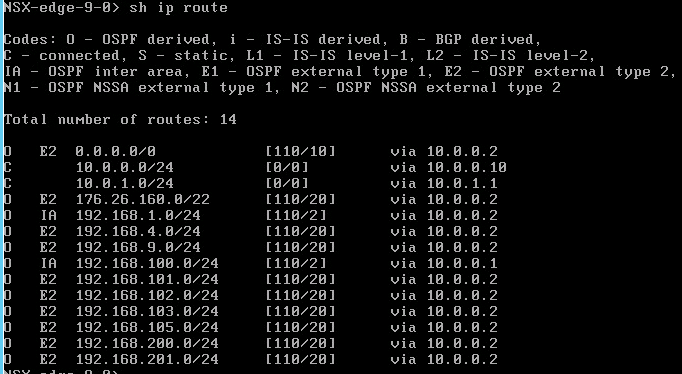 NSX-edge-9-0> sh ip route
Codes: O - OSPF derived, i - IS-IS derived, B - BGP derived,
C - connected, S - static, L1 - IS-IS level-1, L2 - IS-IS level-2,
IA - OSPF inter area, E1 - OSPF external type 1, E2 - OSPF external type 2,
N1 - OSPF NSSA external type 1, N2 - OSPF NSSA external type 2
Total number of routes: 14
O E2 0.0.0.0/0 [110/10] via 10.0.0.2
C 10.0.0.0/24 [0/0] via 10.0.0.10
C 10.0.1.0/24 [0/0] via 10.0.1.1
O E2 176.26.160.0/22 [110/20] via 10.0.0.2
O IA 192.168.1.0/24 [110/2] via 10.0.0.2
O E2 192.168.4.0/24 [110/20] via 10.0.0.2
O E2 192.168.9.0/24 [110/20] via 10.0.0.2
O IA 192.168.100.0/24 [110/2] via 10.0.0.1
O E2 192.168.101.0/24 [110/20] via 10.0.0.2
O E2 192.168.102.0/24 [110/20] via 10.0.0.2
O E2 192.168.103.0/24 [110/20] via 10.0.0.2
O E2 192.168.105.0/24 [110/20] via 10.0.0.2
O E2 192.168.200.0/24 [110/20] via 10.0.0.2
O E2 192.168.201.0/24 [110/20] via 10.0.0.2
NSX-edge-9-0>